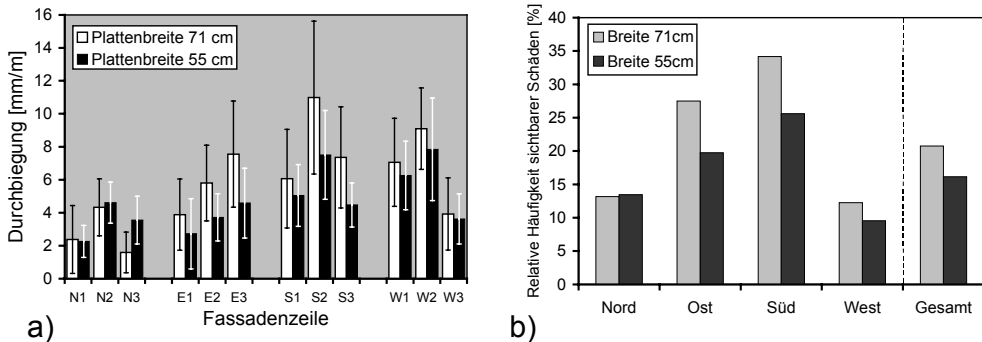 Durchbiegung [mm/m]
16
14
12
10
8
6
4
2
0
Plattenbreite 71 cm
Plattenbreite 55 cm
N1 N2 N3 E1 E2 E3 S1 S2 S3 W1 W2 W3
Fassadenzeile
a)
Relative Häufigkeit sichtbarer Schäden [%]
40
35
30
25
20
15
10
5
0
Breite 71cm
Breite 55cm
Nord Ost Süd West Gesamt
b)